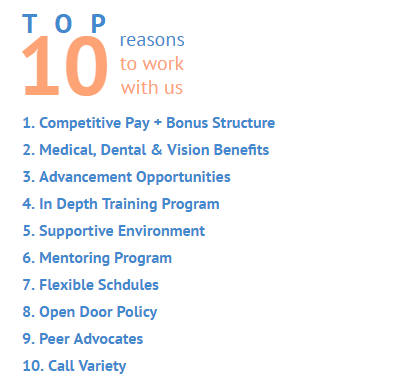 TOP
10 reasons
to work
with us
1. Competitive Pay + Bonus Structure
2. Medical, Dental & Vision Benefits
3. Advancement Opportunities
4. In Depth Training Program
5. Supportive Environment
6. Mentoring Program
7. Flexible Schdules
8. Open Door Policy
9. Peer Advocates
10. Call Variety